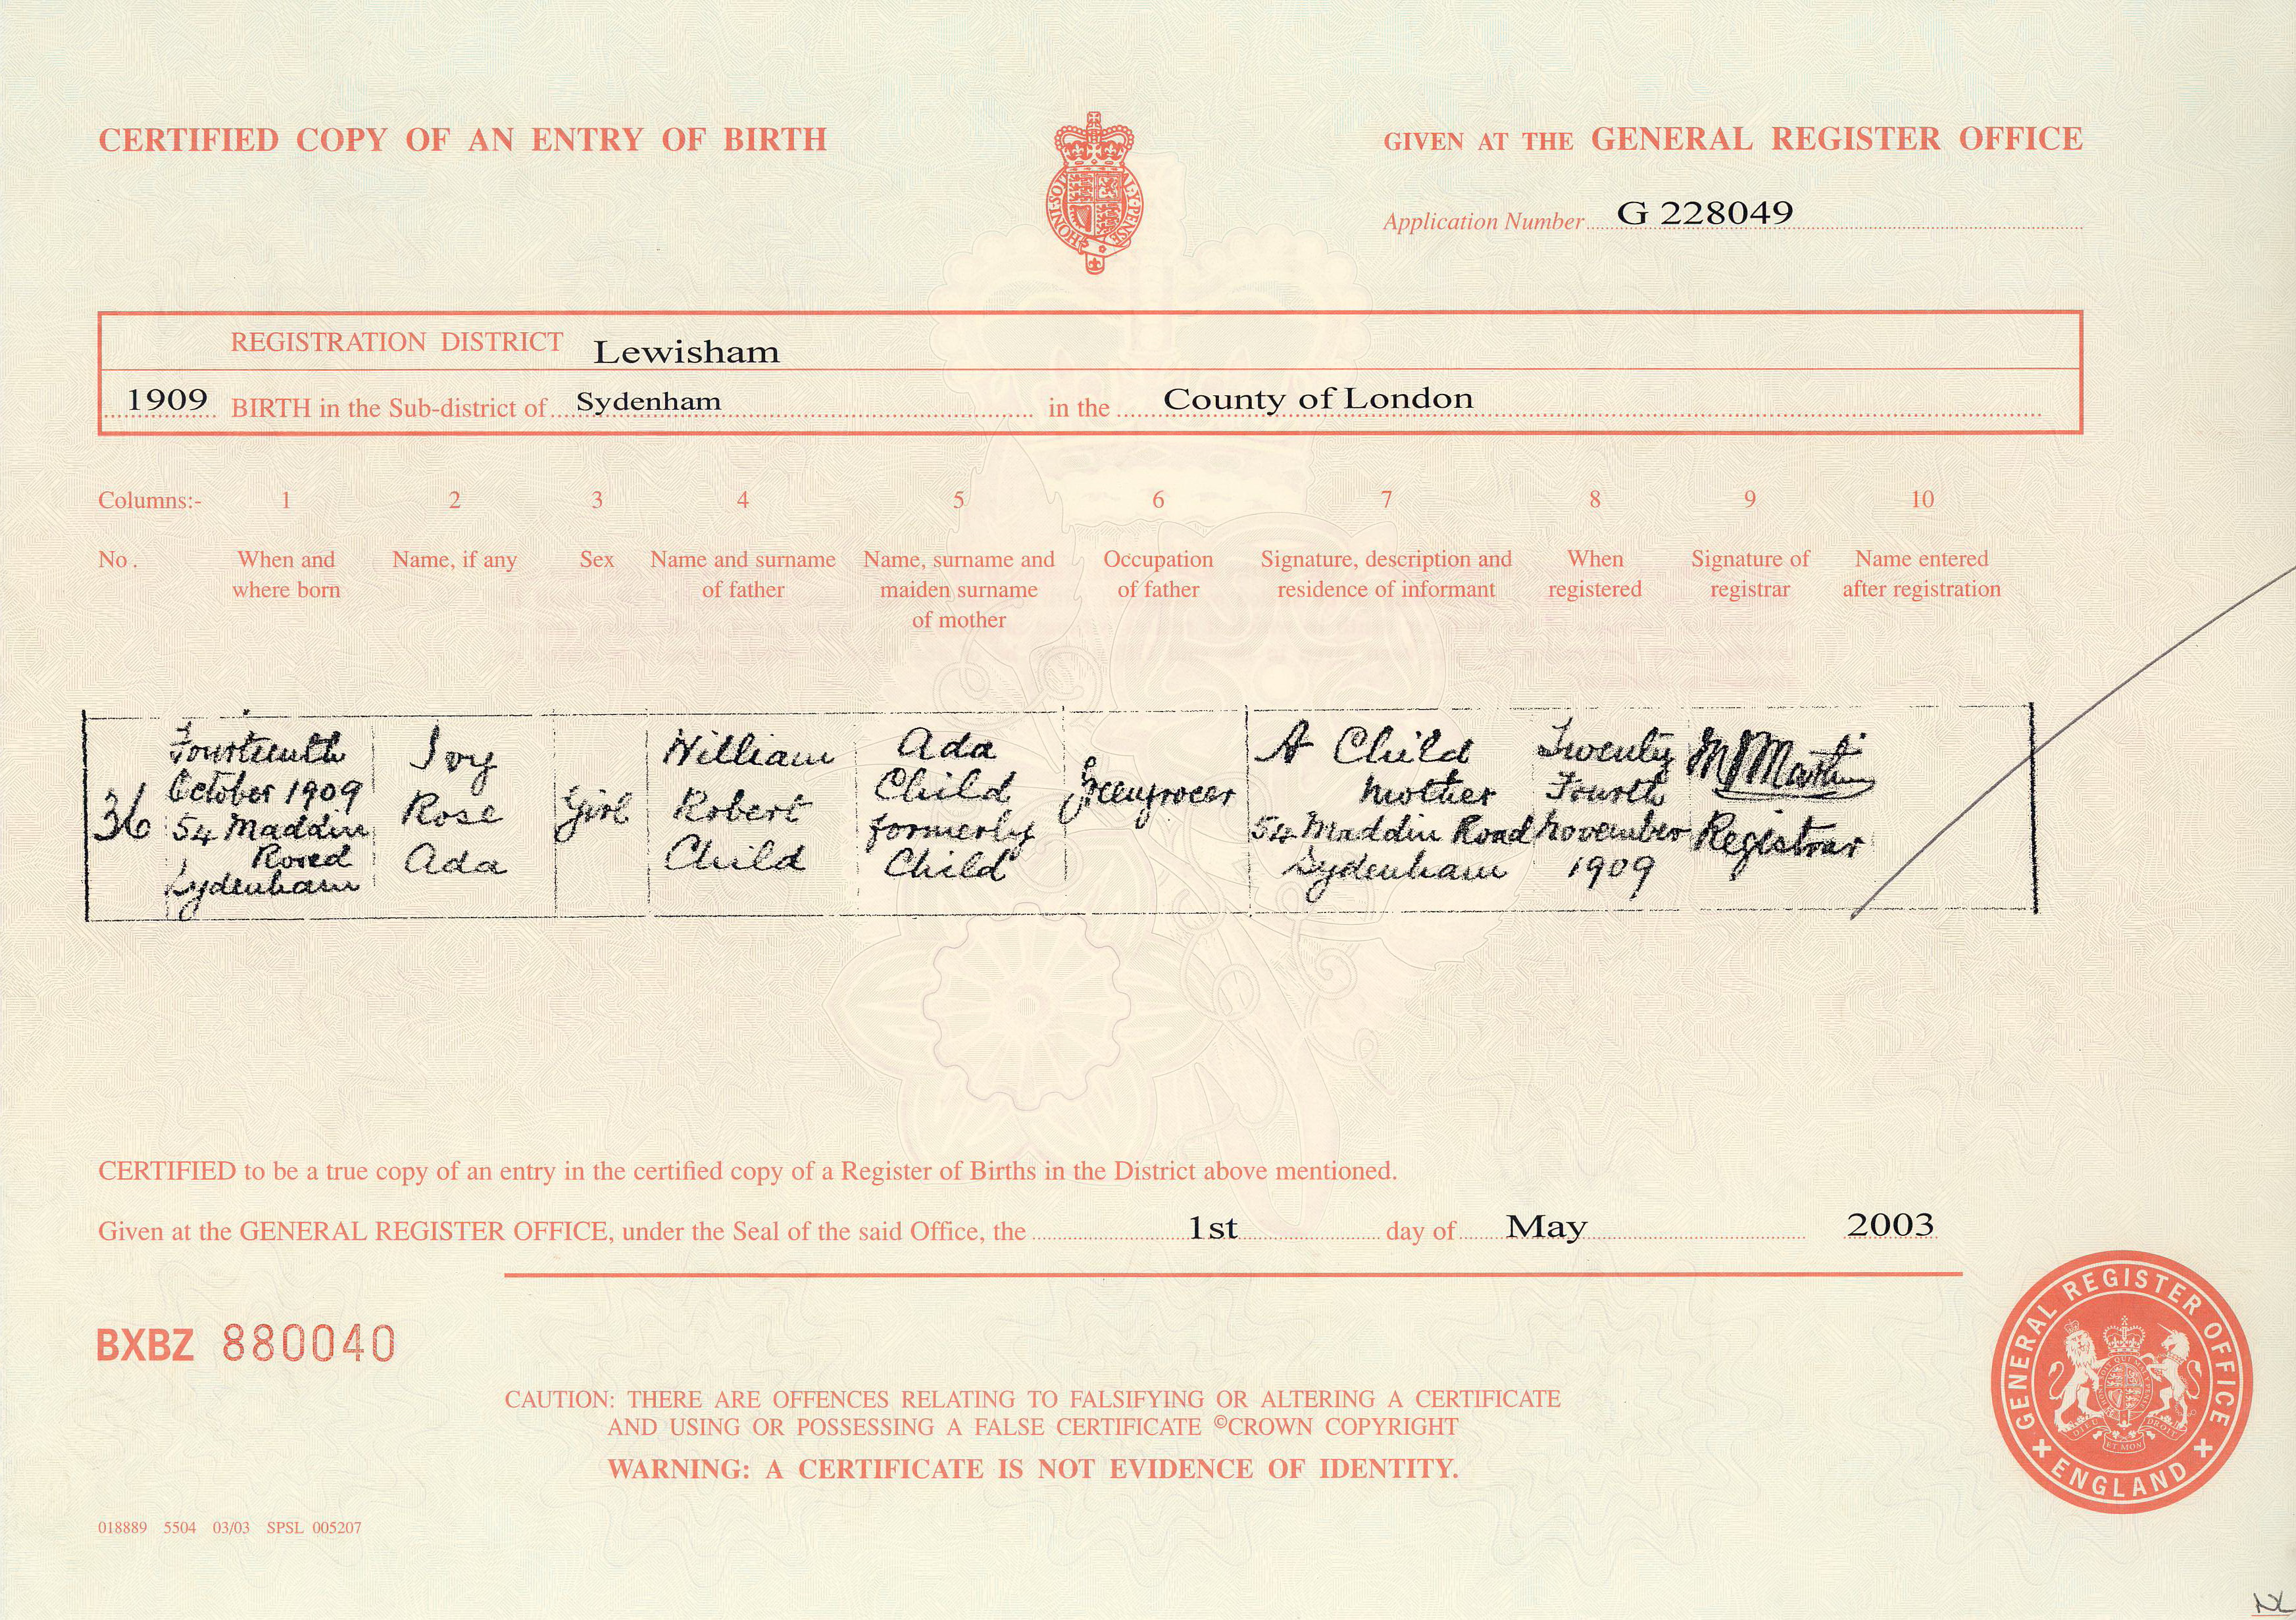 CERTIFIED COPY OF AN ENTRY OF BIRTH
GIVEN AT THE GENERAL REGISTER OFFICE
HONI·SOIT
AL·Y·PENSE
Application Number G 228049
REGISTRATION DISTRICT Lewisham
1909 BIRTH in the Sub-district of Sydenham in the County of London
Columns:- 1 2 3 4 5 6 7 8 9 10
No. When and where born
Name, if any
Sex
Name and surname of father
Name, surname and maiden surname of mother
Occupation of father
Signature, description and residence of informant
When registered
Signature of registrar
Name entered after registration
36
Fourteenth
October 1909
54 Maddin
Road
Sydenham
Ivy
Rose
Ada
Girl
William
Robert
Child
Ada
Child
formerly
Child
Greengrocer
A Child
Mother
54 Maddin Road
Sydenham
Twenty
Fourth
November
1909
Martin
Registrar
CERTIFIED to be a true copy of an entry in the certified copy of a Register of Births in the District above mentioned.
Given at the GENERAL REGISTER OFFICE, under the Seal of the said Office, the 1st day of May 2003
BXBZ 880040
GENERAL REGISTER OFFICE
ENGLAND
CAUTION: THERE ARE OFFENCES RELATING TO FALSIFYING OR ALTERING A CERTIFICATE
AND USING OR POSSESSING A FALSE CERTIFICATE ©CROWN COPYRIGHT
WARNING: A CERTIFICATE IS NOT EVIDENCE OF IDENTITY.
018889 5504 03/03 SPSL 005207
NL